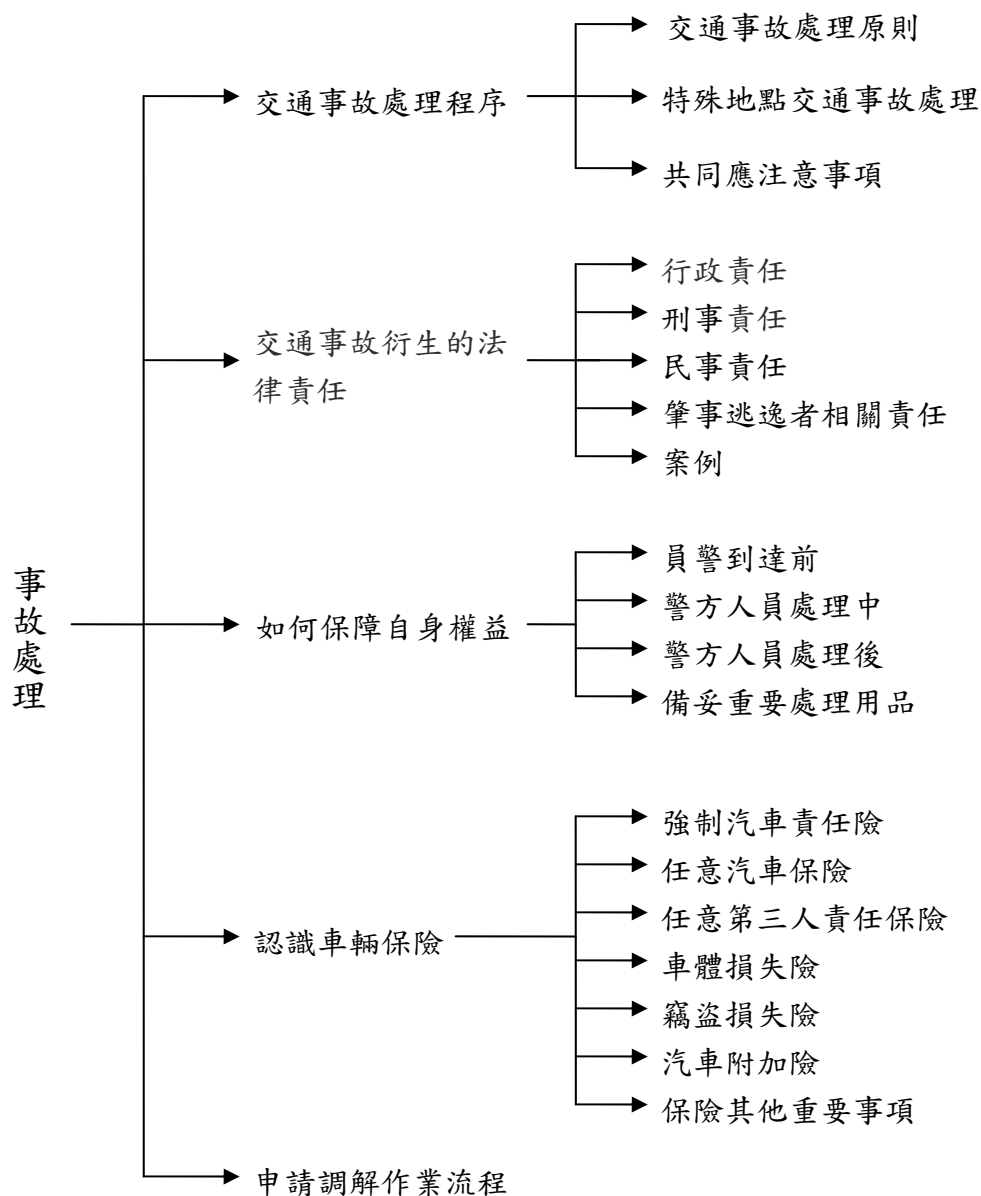 事故處理
交通事故處理程序
交通事故處理原則
特殊地點交通事故處理
共同應注意事項
交通事故衍生的法
律責任
行政責任
刑事責任
民事責任
肇事逃逸者相關責任
案例
如何保障自身權益
員警到達前
警方人員處理中
警方人員處理後
備妥重要處理用品
認識車輛保險
強制汽車責任險
任意汽車保險
任意第三人責任保險
車體損失險
竊盜損失險
汽車附加險
保險其他重要事項
申請調解作業流程